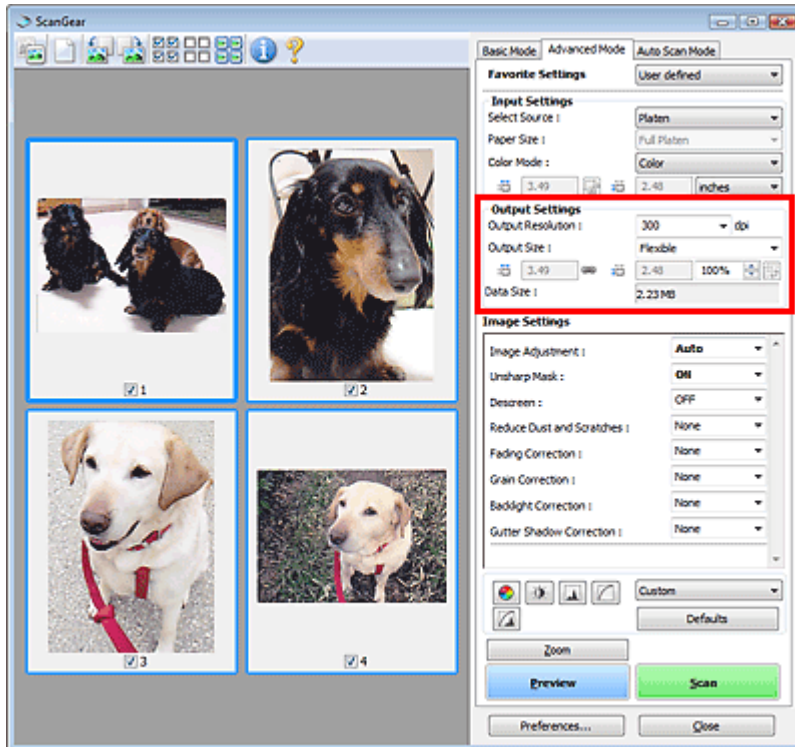 ScanGear
Basic Mode Advanced Mode Auto Scan Mode
Favorite Settings User defined
Input Settings
Select Source : Platen
Paper Size : Full Platen
Color Mode : Color
3.49 2.48 inches
Output Settings
Output Resolution : 300 dpi
Output Size : Flexible
3.49 2.48 100%
Data Size : 2.23 MB
Image Settings
Image Adjustment : Auto
Unsharp Mask : ON
Descreen : OFF
Reduce Dust and Scratches : None
Fading Correction : None
Grain Correction : None
Backlight Correction : None
Gutter Shadow Correction : None
Custom
Defaults
Zoom
Preview Scan
Preferences... Close
1 2
3 4